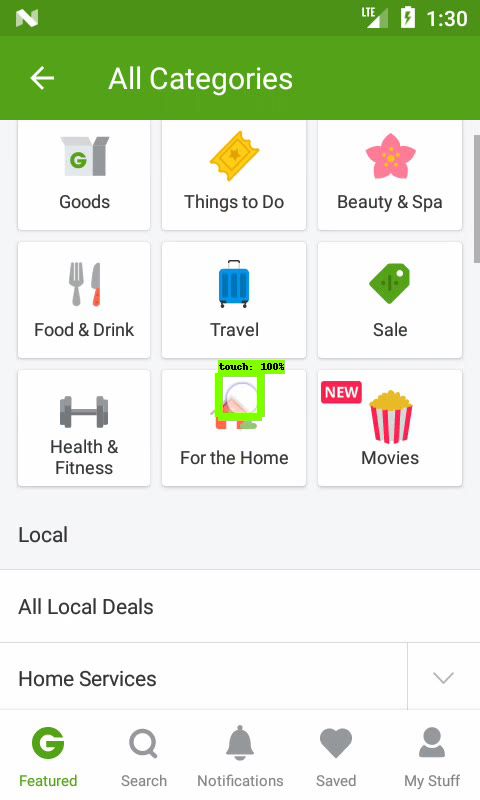 LTE 1:30
All Categories
G
Goods
Things to Do
Beauty & Spa
Food & Drink
Travel
Sale
touch: 100%
NEW
Health &
Fitness
For the Home
Movies
Local
All Local Deals
Home Services
G
Featured
Search
Notifications
Saved
My Stuff